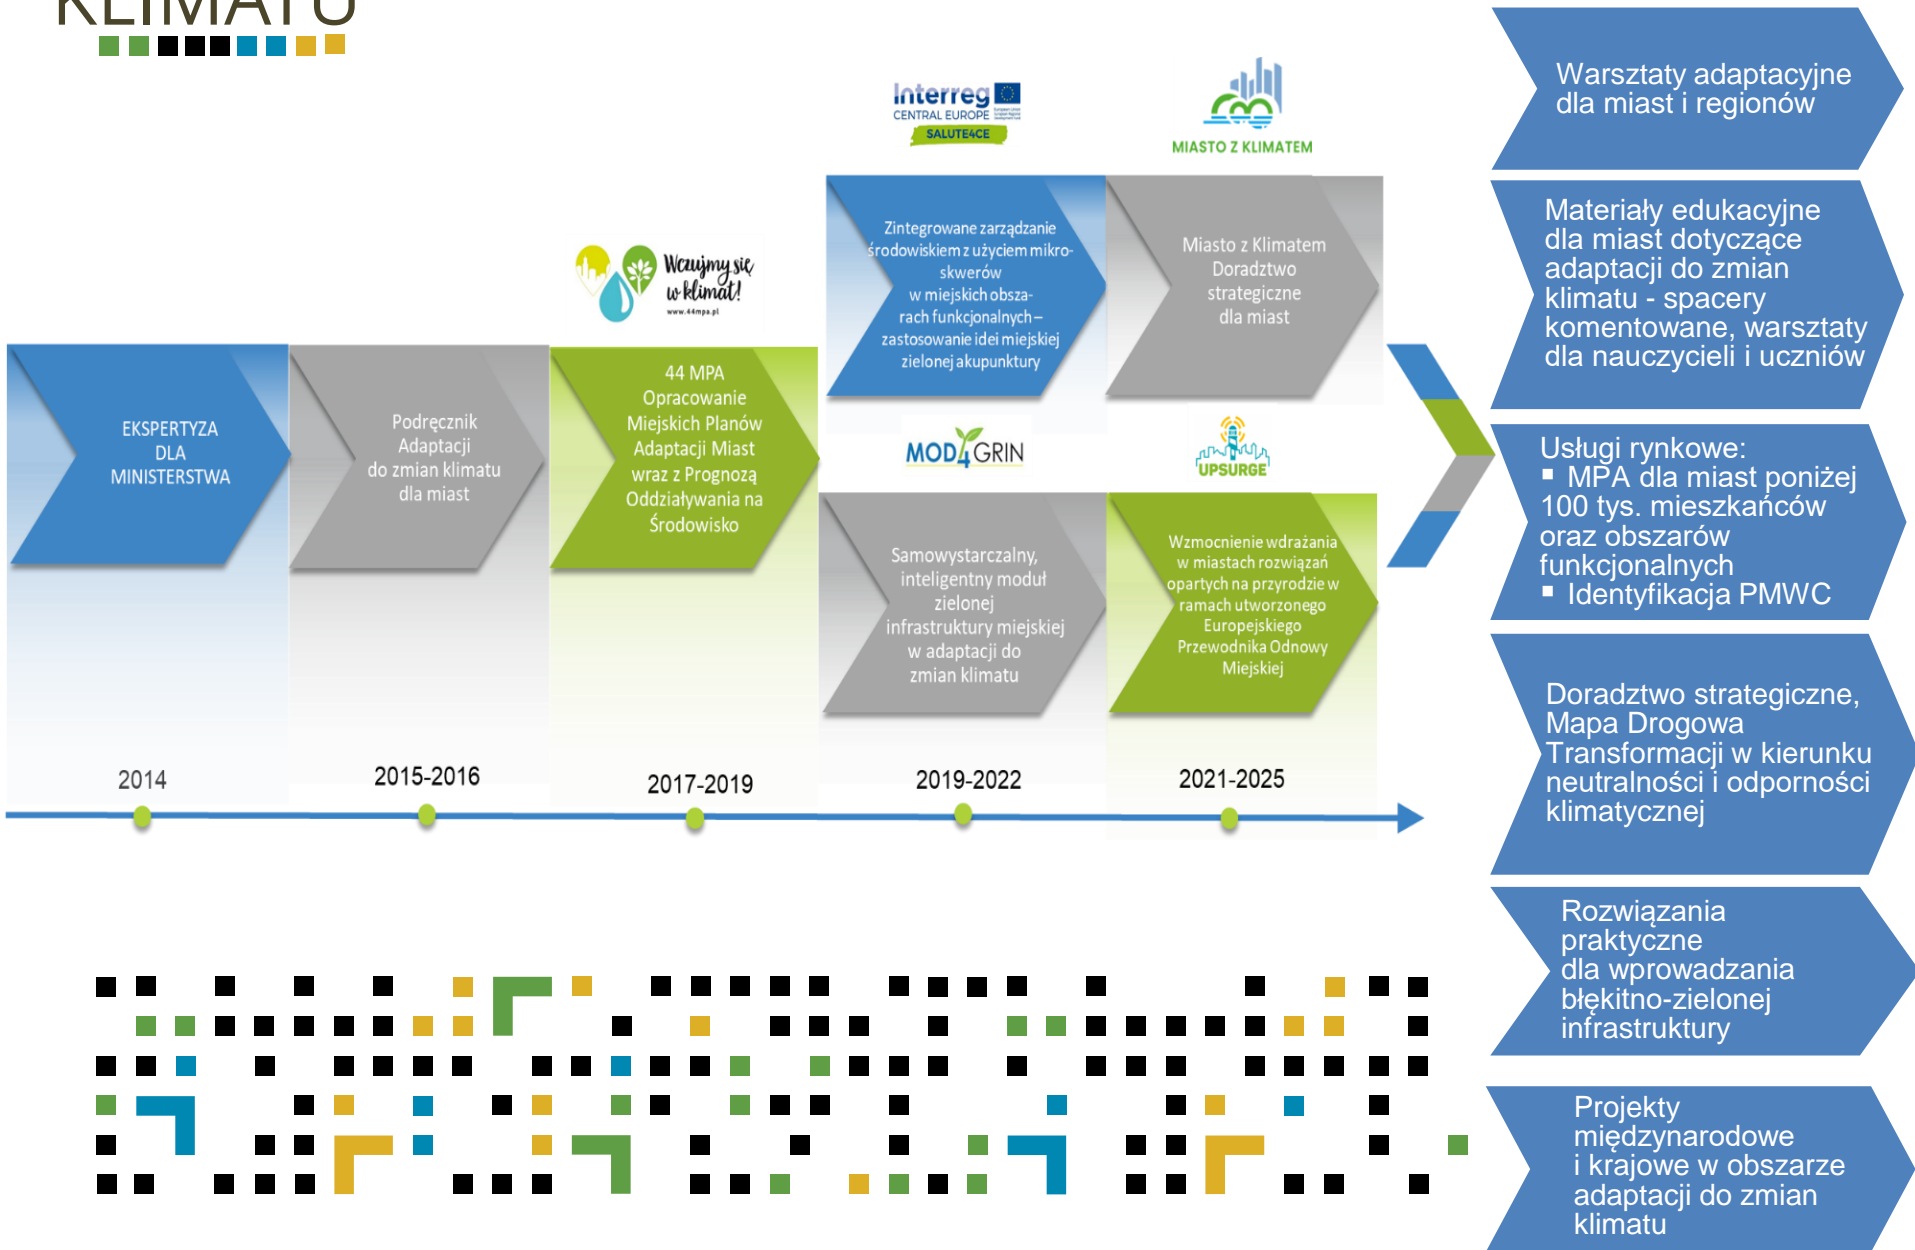 KLIMATU
Interreg
CENTRAL EUROPE
SALUTE4CE
MIASTO Z KLIMATEM
Wczujmy się
w klimat!
www.44mpa.pl
EKSPERTYZA
DLA
MINISTERSTWA
Podręcznik
Adaptacji
do zmian klimatu
dla miast
44 MPA
Opracowanie
Miejskich Planów
Adaptacji Miast
wraz z Prognozą
Oddziaływania na
Środowisko
Zintegrowane zarządzanie
środowiskiem z użyciem mikro-
skwerów
w miejskich obsza-
rach funkcjonalnych –
zastosowanie idei miejskiej
zielonej akupunktury
Miasto z Klimatem
Doradztwo
strategiczne
dla miast
MOD4GRIN
UPSURGE
Samowystarczalny,
inteligentny moduł
zielonej
infrastruktury miejskiej
w adaptacji do
zmian klimatu
Wzmocnienie wdrażania
w miastach rozwiązań
opartych na przyrodzie w
ramach utworzonego
Europejskiego
Przewodnika Odnowy
Miejskiej
2014
2015-2016
2017-2019
2019-2022
2021-2025
Warsztaty adaptacyjne
dla miast i regionów
Materiały edukacyjne
dla miast dotyczące
adaptacji do zmian
klimatu - spacery
komentowane, warsztaty
dla nauczycieli i uczniów
Usługi rynkowe:
▪ MPA dla miast poniżej
100 tys. mieszkańców
oraz obszarów
funkcjonalnych
▪ Identyfikacja PMWC
Doradztwo strategiczne,
Mapa Drogowa
Transformacji w kierunku
neutralności i odporności
klimatycznej
Rozwiązania
praktyczne
dla wprowadzania
błękitno-zielonej
infrastruktury
Projekty
międzynarodowe
i krajowe w obszarze
adaptacji do zmian
klimatu